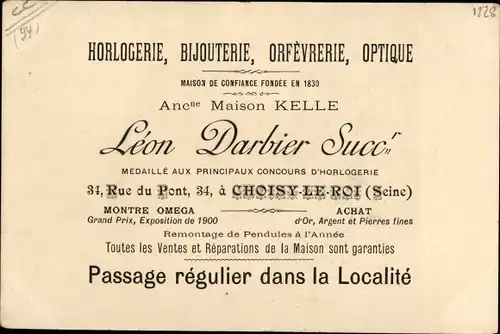 1228
(94)
HORLOGERIE, BIJOUTERIE, ORFÈVRERIE, OPTIQUE
MAISON DE CONFIANCE FONDÉE EN 1830
Ancne Maison KELLE
Léon Darbier Succr
MÉDAILLÉ AUX PRINCIPAUX CONCOURS D'HORLOGERIE
34, Rue du Pont, 34, à CHOISY-LE-ROI (Seine)
MONTRE OMEGA ACHAT
Grand Prix, Exposition de 1900 d'Or, Argent et Pierres fines
Remontage de Pendules à l'Année
Toutes les Ventes et Réparations de la Maison sont garanties
Passage régulier dans la Localité